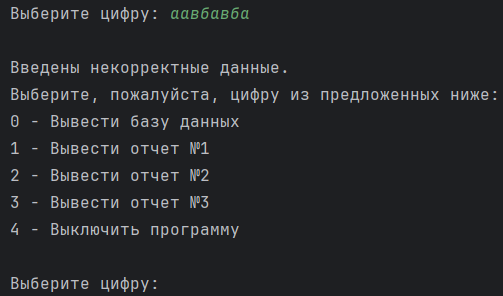 Выберите цифру: аавбавба
Введены некорректные данные.
Выберите, пожалуйста, цифру из предложенных ниже:
0 - Вывести базу данных
1 - Вывести отчет №1
2 - Вывести отчет №2
3 - Вывести отчет №3
4 - Выключить программу
Выберите цифру: